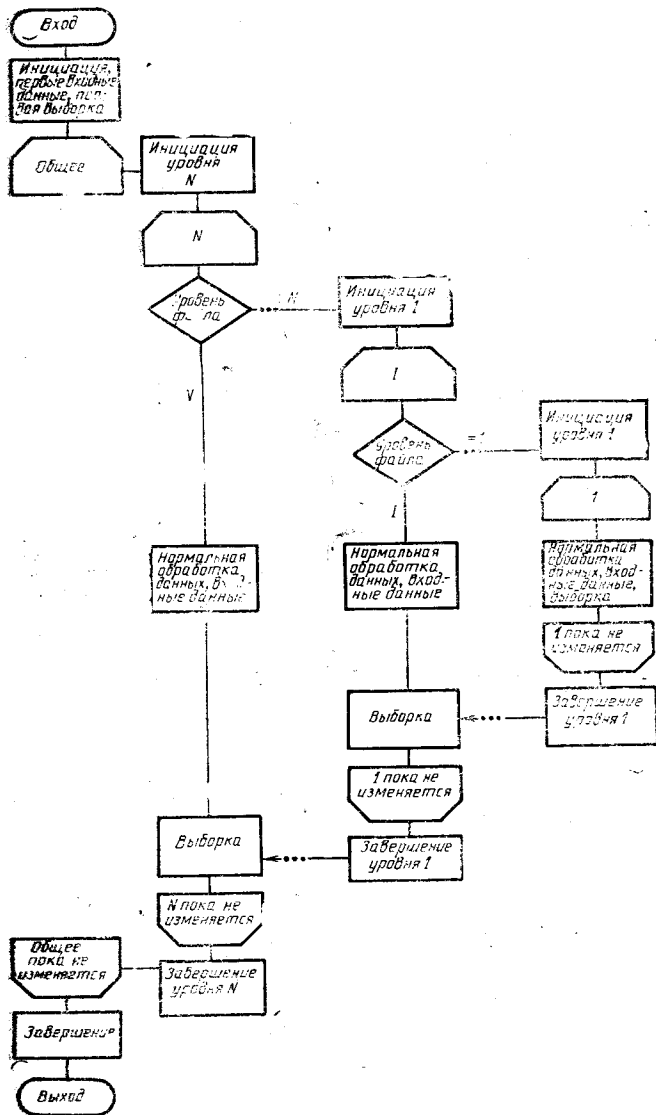 Вход
Инициация,
первые входные
данные, пер-
вая выборка
Общее
Инициация
уровня
N
N
Уровень
файла
N
Инициация
уровня 1
I
Уровень
файла
=1
Инициация
уровня 1
1
V
I
Нормальная
обработка
данных, вход-
ные данные
Нормальная
обработка
данных, вход-
ные данные
Нормальная
обработка
данных, вход-
ные данные,
выборка
1 пока не
изменяется
Завершение
уровня 1
Выборка
1 пока не
изменяется
Завершение
уровня 1
Выборка
N пока не
изменяется
Завершение
уровня N
Общее
пока не
изменяется
Завершение
Выход